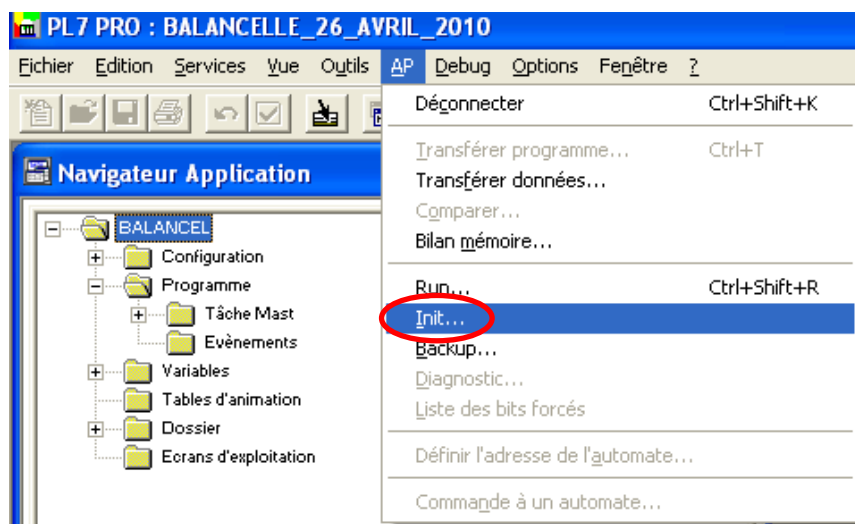 PL7 PRO : BALANCELLE_26_AVRIL_2010
Fichier Edition Services Vue Outils AP Debug Options Fenêtre ?
Déconnecter Ctrl+Shift+K
Transférer programme... Ctrl+T
Transférer données...
Comparer...
Bilan mémoire...
Run... Ctrl+Shift+R
Init...
Backup...
Diagnostic...
Liste des bits forcés
Définir l'adresse de l'automate...
Commande à un automate...
Navigateur Application
BALANCEL
Configuration
Programme
Tâche Mast
Evènements
Variables
Tables d'animation
Dossier
Ecrans d'exploitation